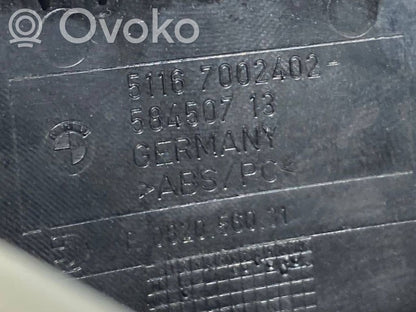 Ovoko
5116 7002402-
584507 13
GERMANY
>ABS/PC<